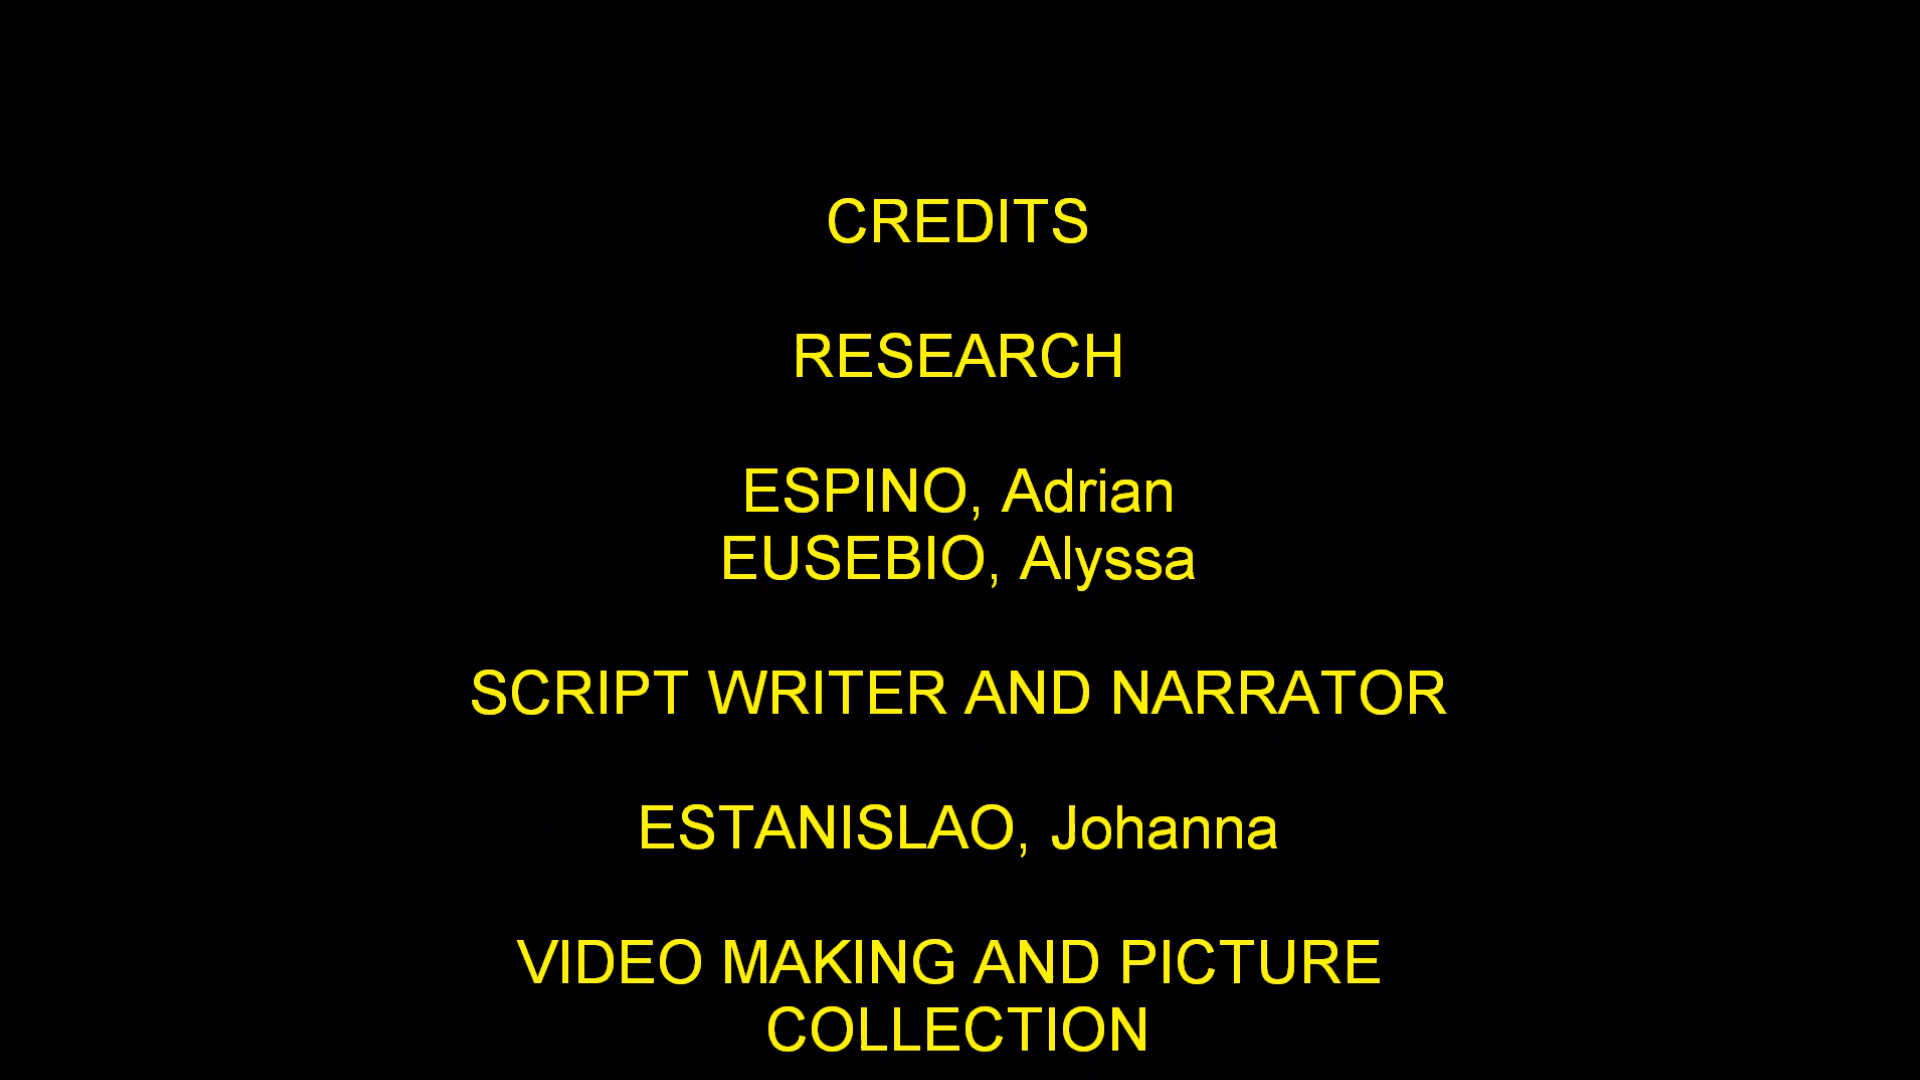 CREDITS
RESEARCH
ESPINO, Adrian
EUSEBIO, Alyssa
SCRIPT WRITER AND NARRATOR
ESTANISLAO, Johanna
VIDEO MAKING AND PICTURE
COLLECTION